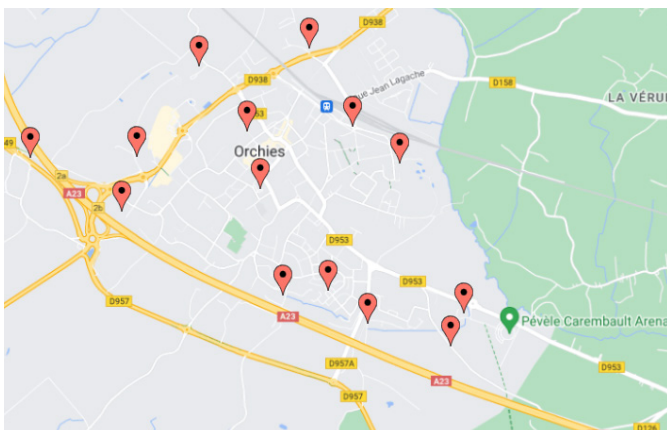 D938
D938
Rue Jean Lagache
D158
LA VÉRU
D953
49
Orchies
2a
A23
2b
D953
D953
D957
A23
Pévèle Carembault Arena
D957A
A23
D953
D957
D126